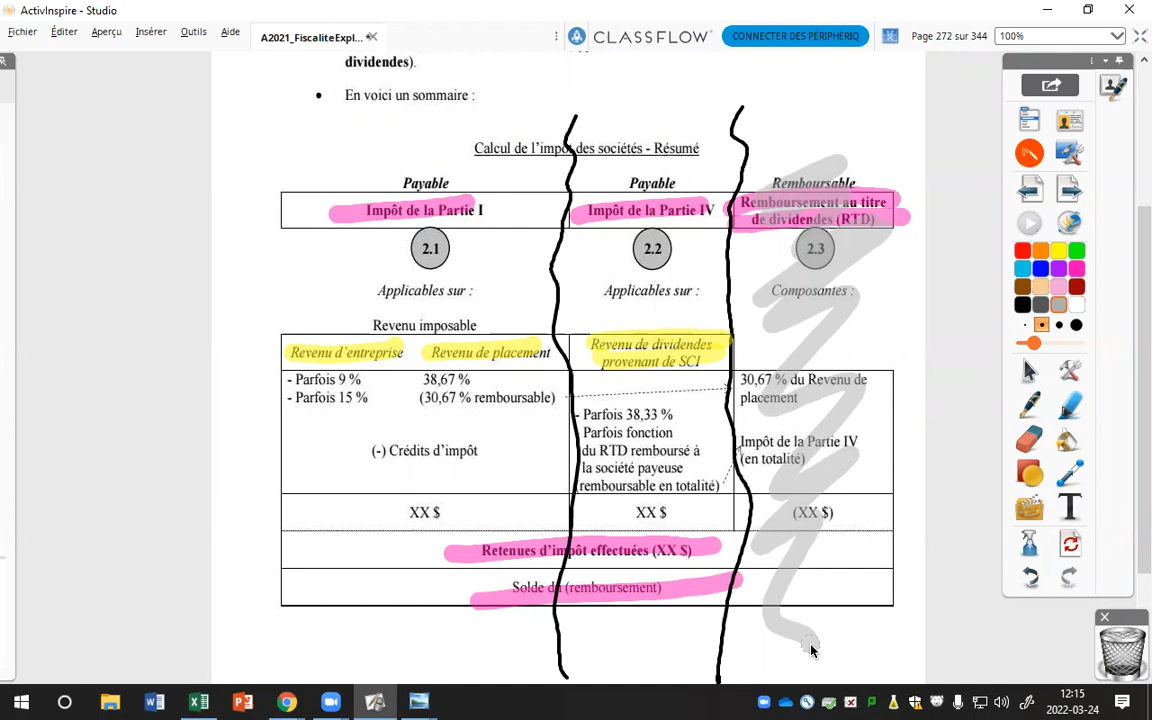 ActivInspire - Studio
Fichier Éditer Aperçu Insérer Outils Aide
A2021_FiscaliteExpl...
CLASSFLOW
CONNECTER DES PÉRIPHÉRIQ
Page 272 sur 344
100%
dividendes).
• En voici un sommaire :
Calcul de l'impôt des sociétés - Résumé
Payable Payable Remboursable
Impôt de la Partie I Impôt de la Partie IV Remboursement au titre
de dividendes (RTD)
2.1 2.2 2.3
Applicables sur : Applicables sur : Composantes :
Revenu imposable
Revenu d'entreprise Revenu de placement Revenu de dividendes
provenant de SCI
- Parfois 9 % 38,67 % 30,67 % du Revenu de
- Parfois 15 % (30,67 % remboursable) placement
- Parfois 38,33 %
Parfois fonction
du RTD remboursé à
la société payeuse
(remboursable en totalité)
(-) Crédits d'impôt
Impôt de la Partie IV
(en totalité)
XX $ XX $ (XX $)
Retenues d'impôt effectuées (XX $)
Solde dû (remboursement)
12:15
2022-03-24